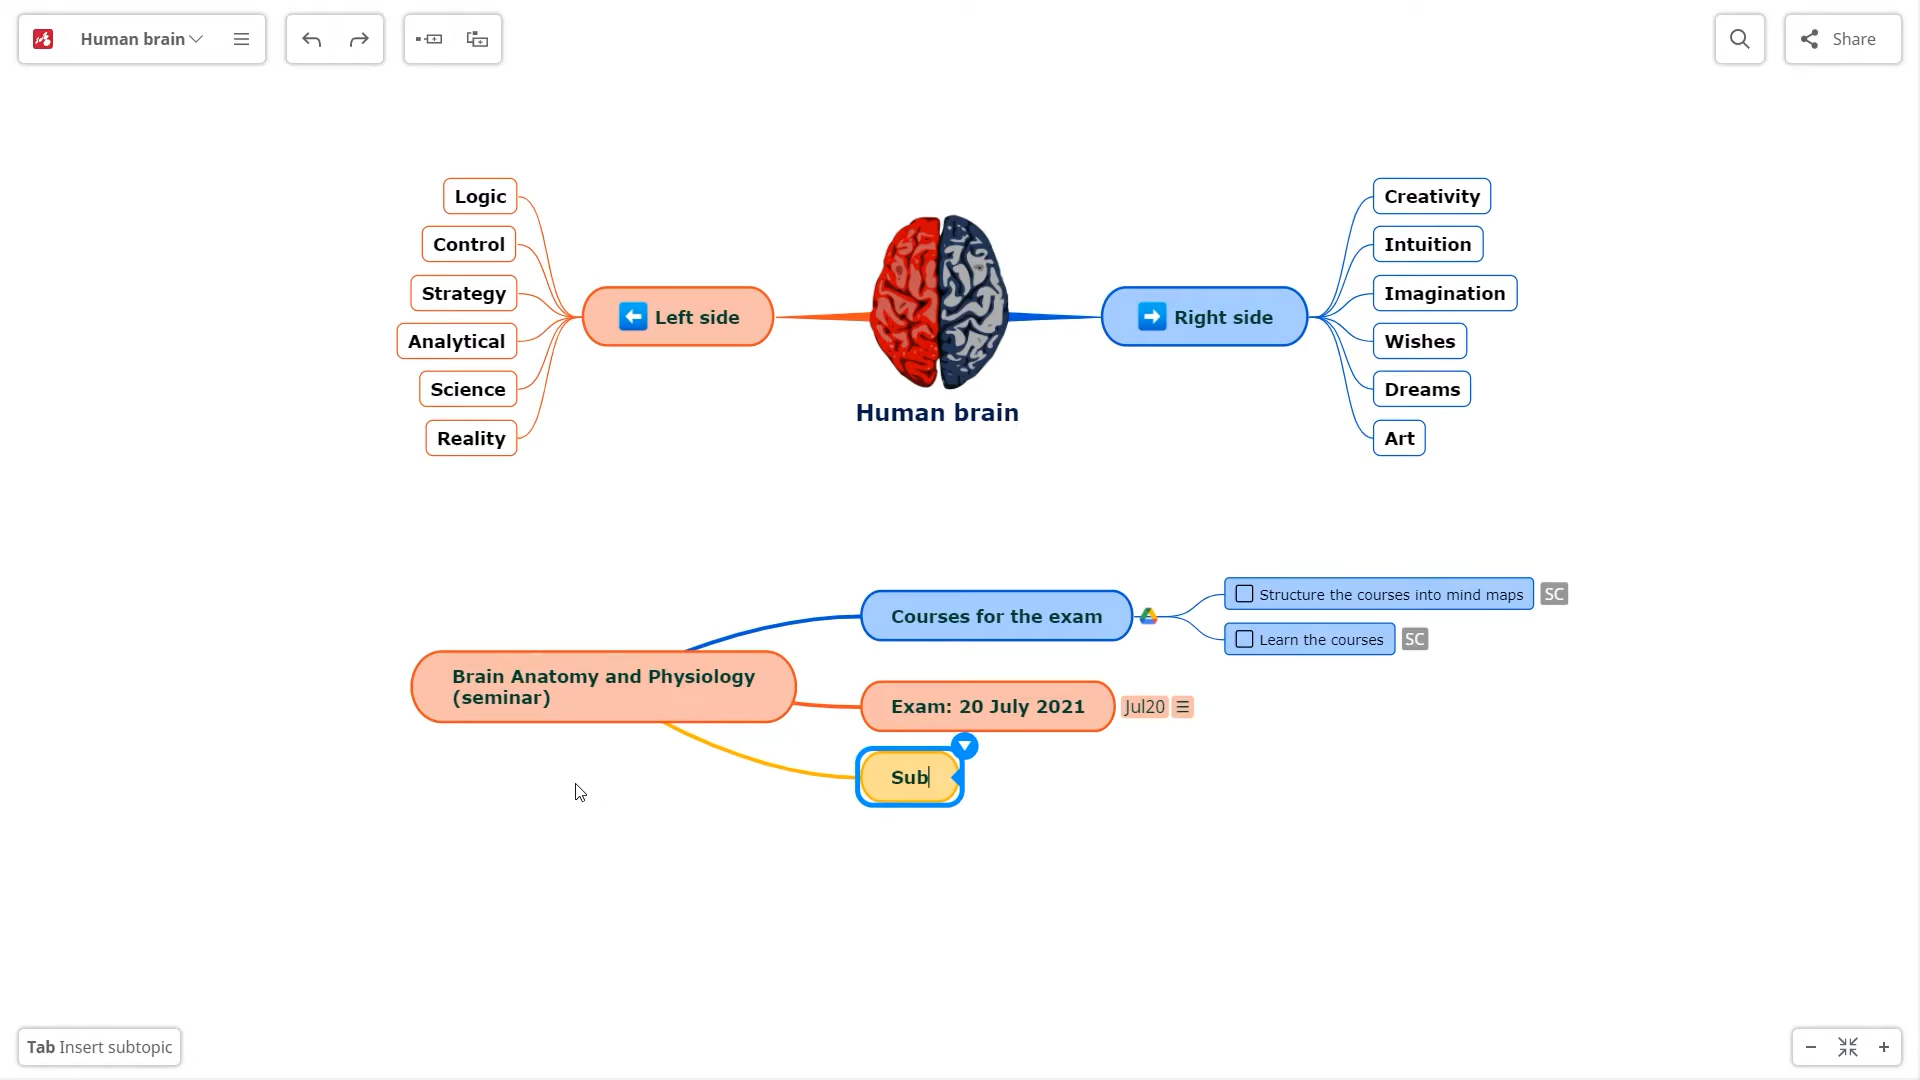 Human brain
Share
Logic
Control
Strategy
Analytical
Science
Reality
Left side
Human brain
Right side
Creativity
Intuition
Imagination
Wishes
Dreams
Art
Brain Anatomy and Physiology
(seminar)
Courses for the exam
Structure the courses into mind maps SC
Learn the courses SC
Exam: 20 July 2021 Jul20
Sub
Tab Insert subtopic